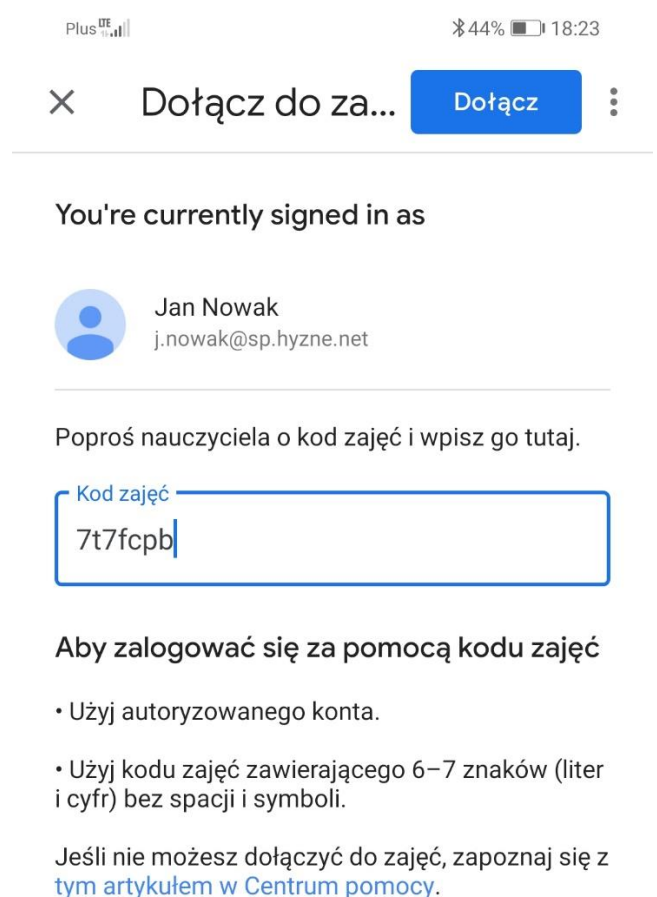 Plus LTE 44% 18:23
Dołącz do za... Dołącz
You're currently signed in as
Jan Nowak
j.nowak@sp.hyzne.net
Poproś nauczyciela o kod zajęć i wpisz go tutaj.
Kod zajęć
7t7fcpb
Aby zalogować się za pomocą kodu zajęć
• Użyj autoryzowanego konta.
• Użyj kodu zajęć zawierającego 6–7 znaków (liter
i cyfr) bez spacji i symboli.
Jeśli nie możesz dołączyć do zajęć, zapoznaj się z
tym artykułem w Centrum pomocy.